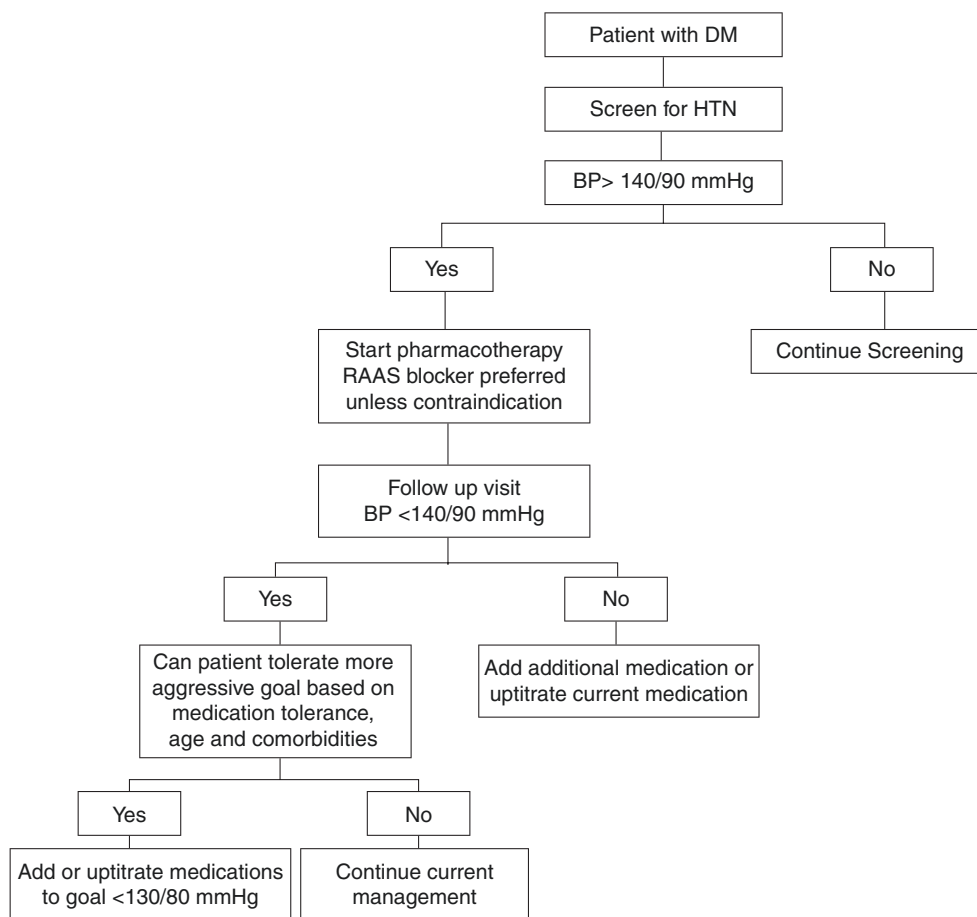 Patient with DM
Screen for HTN
BP> 140/90 mmHg
Yes
No
Start pharmacotherapy
RAAS blocker preferred
unless contraindication
Continue Screening
Follow up visit
BP <140/90 mmHg
Yes
No
Can patient tolerate more
aggressive goal based on
medication tolerance,
age and comorbidities
Add additional medication or
uptitrate current medication
Yes
No
Add or uptitrate medications
to goal <130/80 mmHg
Continue current
management